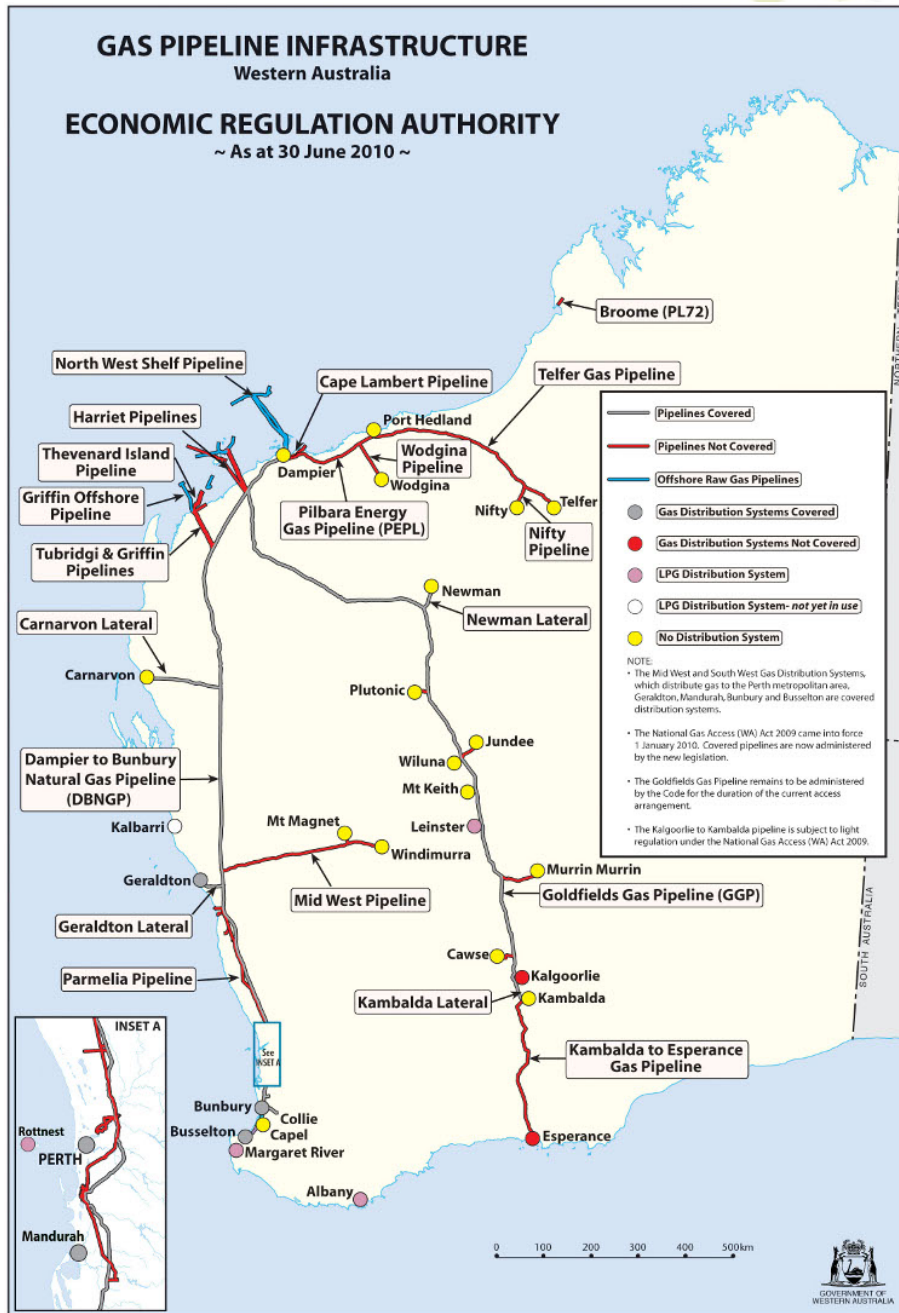 GAS PIPELINE INFRASTRUCTURE
Western Australia
ECONOMIC REGULATION AUTHORITY
~ As at 30 June 2010 ~
Broome (PL72)
North West Shelf Pipeline
Cape Lambert Pipeline
Telfer Gas Pipeline
Harriet Pipelines
Port Hedland
Thevenard Island
Pipeline
Dampier
Wodgina
Pipeline
Wodgina
Griffin Offshore
Pipeline
Pilbara Energy
Gas Pipeline (PEPL)
Nifty
Telfer
Nifty
Pipeline
Tubridgi & Griffin
Pipelines
Newman
Newman Lateral
Carnarvon Lateral
Carnarvon
Plutonic
Jundee
Wiluna
Dampier to Bunbury
Natural Gas Pipeline
(DBNGP)
Mt Keith
Kalbarri
Mt Magnet
Leinster
Windimurra
Geraldton
Murrin Murrin
Mid West Pipeline
Goldfields Gas Pipeline (GGP)
Geraldton Lateral
Cawse
Parmelia Pipeline
Kalgoorlie
Kambalda Lateral
Kambalda
See
INSET A
Kambalda to Esperance
Gas Pipeline
Bunbury
Collie
Busselton
Capel
Margaret River
Esperance
Albany
Pipelines Covered
Pipelines Not Covered
Offshore Raw Gas Pipelines
Gas Distribution Systems Covered
Gas Distribution Systems Not Covered
LPG Distribution System
LPG Distribution System- not yet in use
No Distribution System
NOTE:
• The Mid West and South West Gas Distribution Systems,
which distribute gas to the Perth metropolitan area,
Geraldton, Mandurah, Bunbury and Busselton are covered
distribution systems.
• The National Gas Access (WA) Act 2009 came into force
1 January 2010. Covered pipelines are now administered
by the new legislation.
• The Goldfields Gas Pipeline remains to be administered
by the Code for the duration of the current access
arrangement.
• The Kalgoorlie to Kambalda pipeline is subject to light
regulation under the National Gas Access (WA) Act 2009.
SOUTH AUSTRALIA
INSET A
Rottnest
PERTH
Mandurah
0 100 200 300 400 500km
GOVERNMENT OF
WESTERN AUSTRALIA